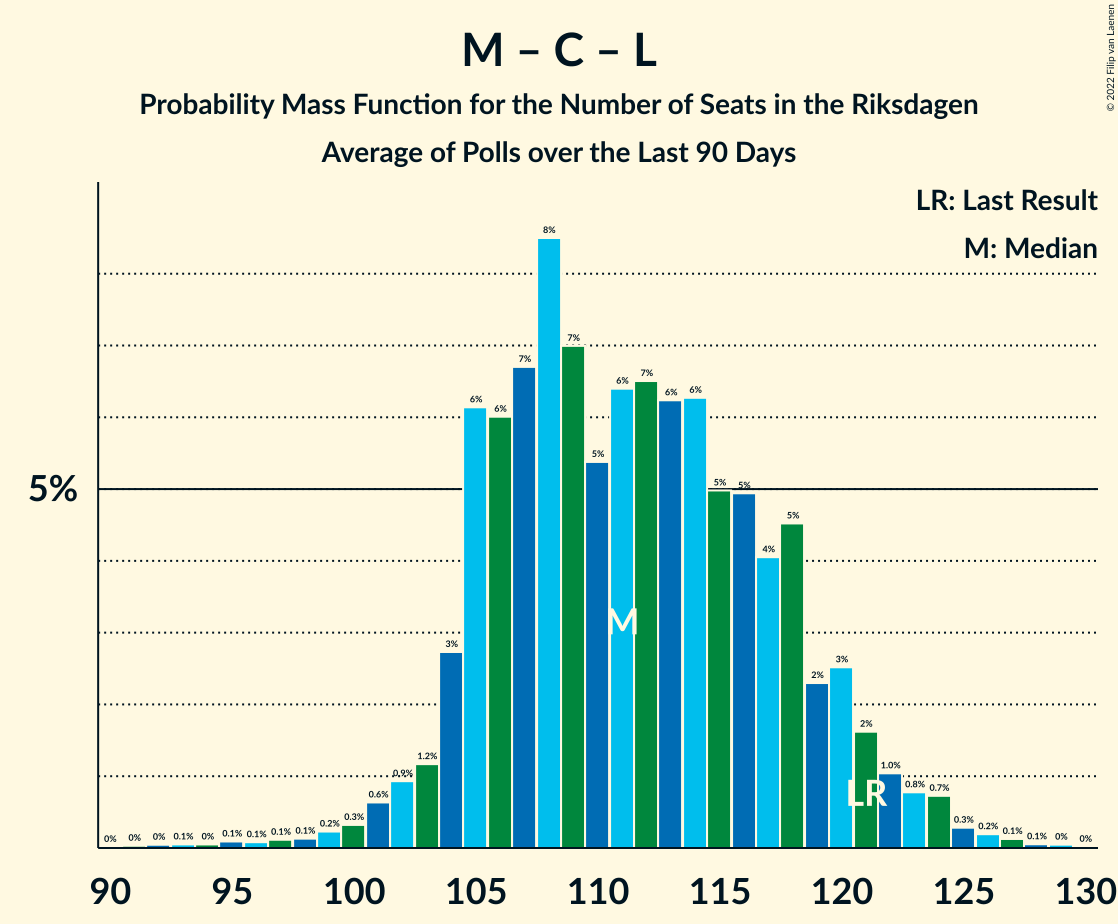 M – C – L
Probability Mass Function for the Number of Seats in the Riksdagen
Average of Polls over the Last 90 Days
© 2022 Filip van Laenen
LR: Last Result
M: Median
5%
0% 0% 0% 0.1% 0% 0.1% 0.1% 0.1% 0.1% 0.2% 0.3% 0.6% 0.9% 1.2% 3% 6% 6% 7% 8% 7% 5% 6% 7% 6% 6% 5% 5% 4% 5% 2% 3% 2% 1.0% 0.8% 0.7% 0.3% 0.2% 0.1% 0.1% 0% 0%
M
LR
90 95 100 105 110 115 120 125 130